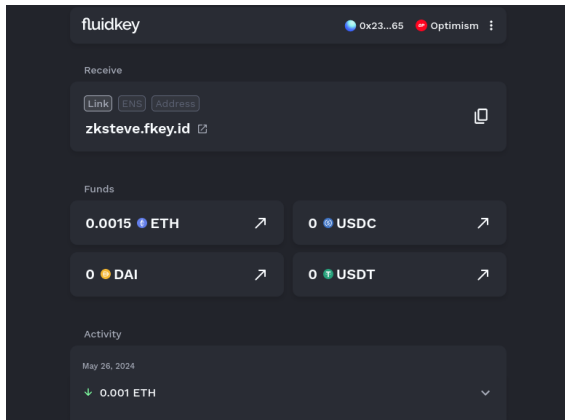 fluidkey
0x23...65 Optimism
Receive
Link ENS Address
zksteve.fkey.id
Funds
0.0015 ETH
0 USDC
0 DAI
0 USDT
Activity
May 26, 2024
0.001 ETH